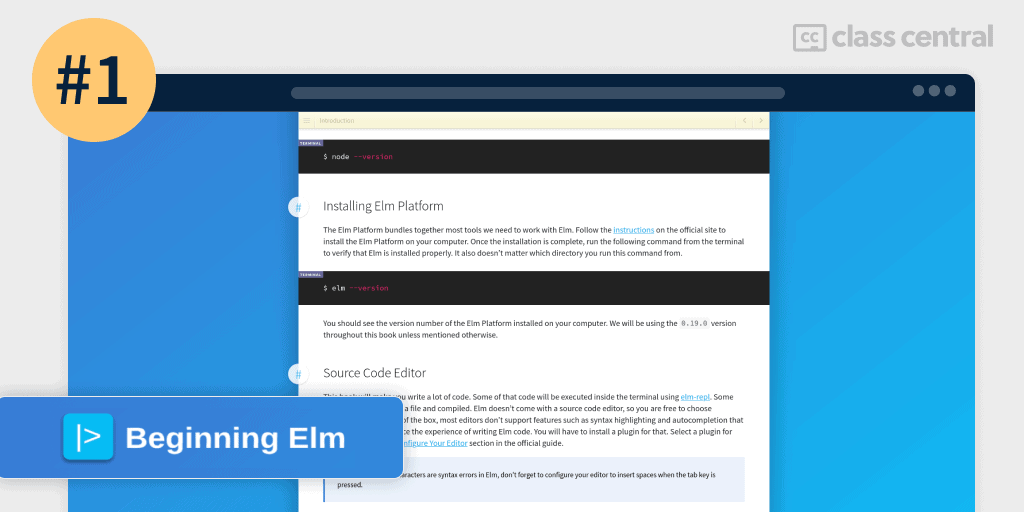 #1
cc class central
Introduction
TERMINAL
$ node --version
#
Installing Elm Platform
The Elm Platform bundles together most tools we need to work with Elm. Follow the instructions on the official site to
install the Elm Platform on your computer. Once the installation is complete, run the following command from the terminal
to verify that Elm is installed properly. It also doesn't matter which directory you run this command from.
TERMINAL
$ elm --version
You should see the version number of the Elm Platform installed on your computer. We will be using the 0.19.0 version
throughout this book unless mentioned otherwise.
#
Source Code Editor
This book will make you write a lot of code. Some of that code will be executed inside the terminal using elm-repl. Some
a file and compiled. Elm doesn't come with a source code editor, so you are free to choose
of the box, most editors don't support features such as syntax highlighting and autocompletion that
the experience of writing Elm code. You will have to install a plugin for that. Select a plugin for
Your Editor section in the official guide.
|> Beginning Elm
are syntax errors in Elm, don't forget to configure your editor to insert spaces when the tab key is
pressed.